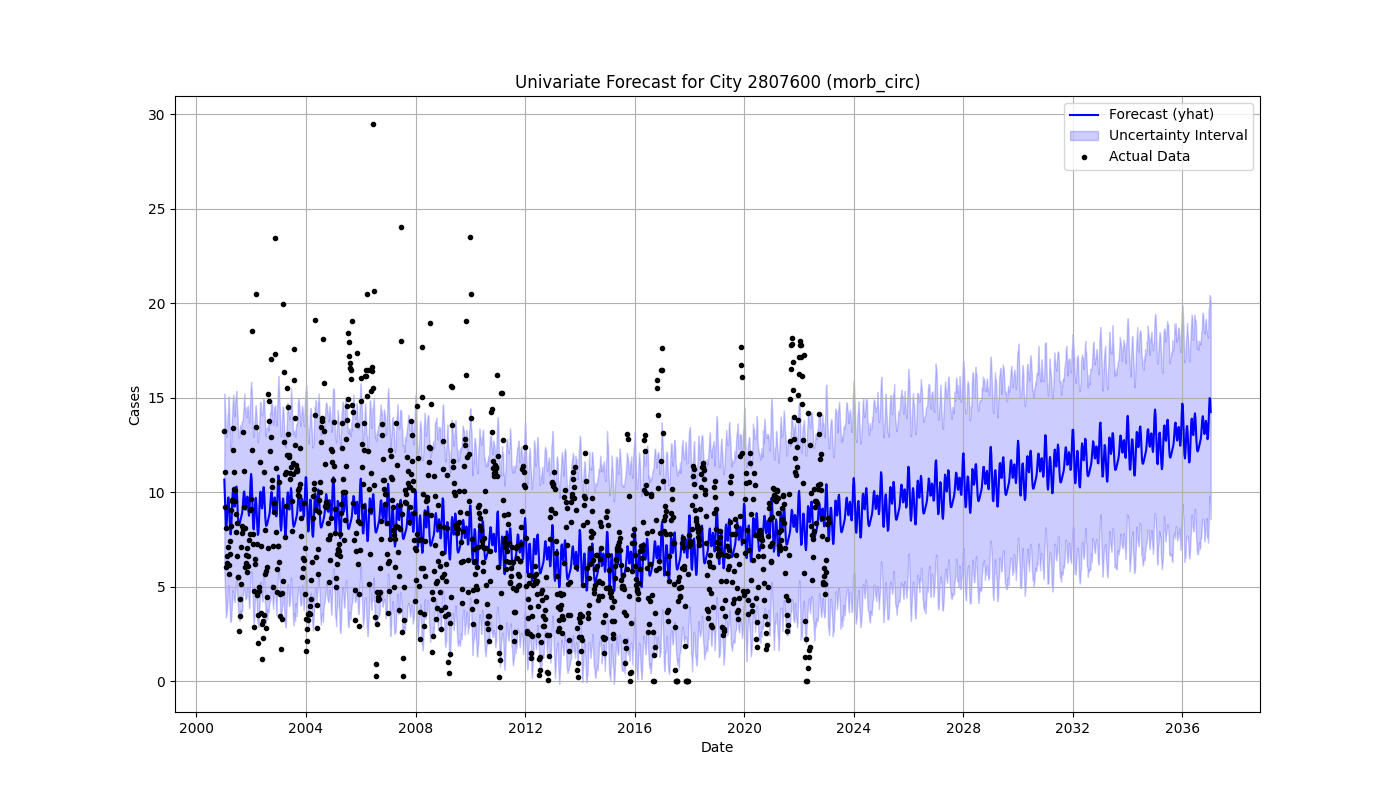 Univariate Forecast for City 2807600 (morb_circ)
Forecast (yhat)
Uncertainty Interval
Actual Data
Cases
30
25
20
15
10
5
0
2000 2004 2008 2012 2016 2020 2024 2028 2032 2036
Date